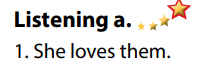 Listening a.
1. She loves them.